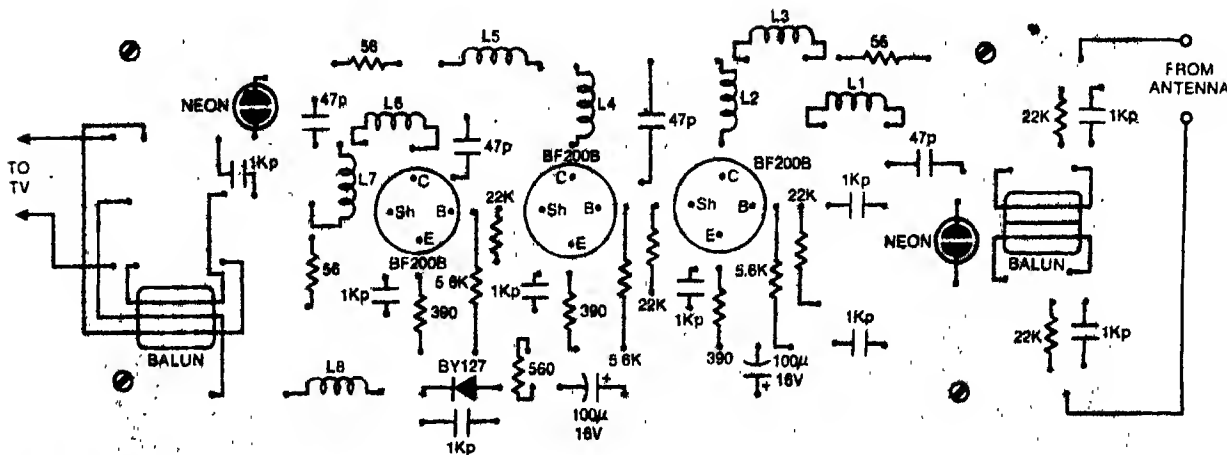 L3
L5
56
56
FROM
ANTENNA
NEON
47p
L6
L4
47p
L2
L1
22K
1Kp
1Kp
47p
BF200B
BF200B
47p
TO
TV
L7
C
C
C
22K
22K
1Kp
Sh
B
Sh
B
Sh
B
E
E
E
NEON
BF200B
BALUN
56
1Kp
5.6K
1Kp
22K
1Kp
5.6K
390
390
1Kp
22K
1Kp
BALUN
5.6K
390
L8
BY127
560
100µ
16V
+
+
100µ
16V
1Kp